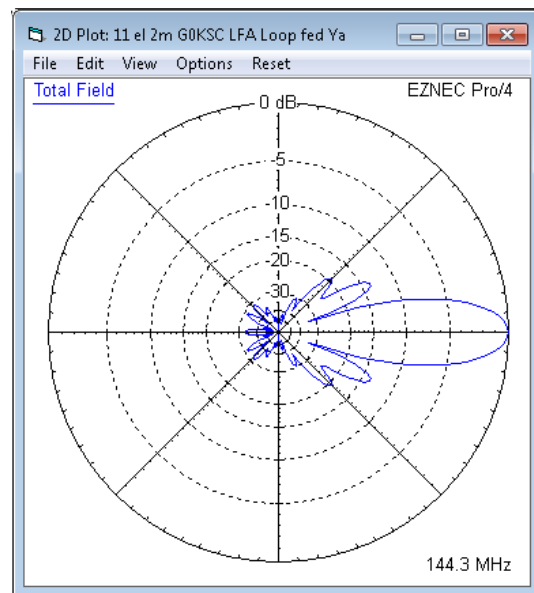 2D Plot: 11 el 2m G0KSC LFA Loop fed Ya
File Edit View Options Reset
Total Field
EZNEC Pro/4
0 dB
-5
-10
-15
-20
-30
144.3 MHz